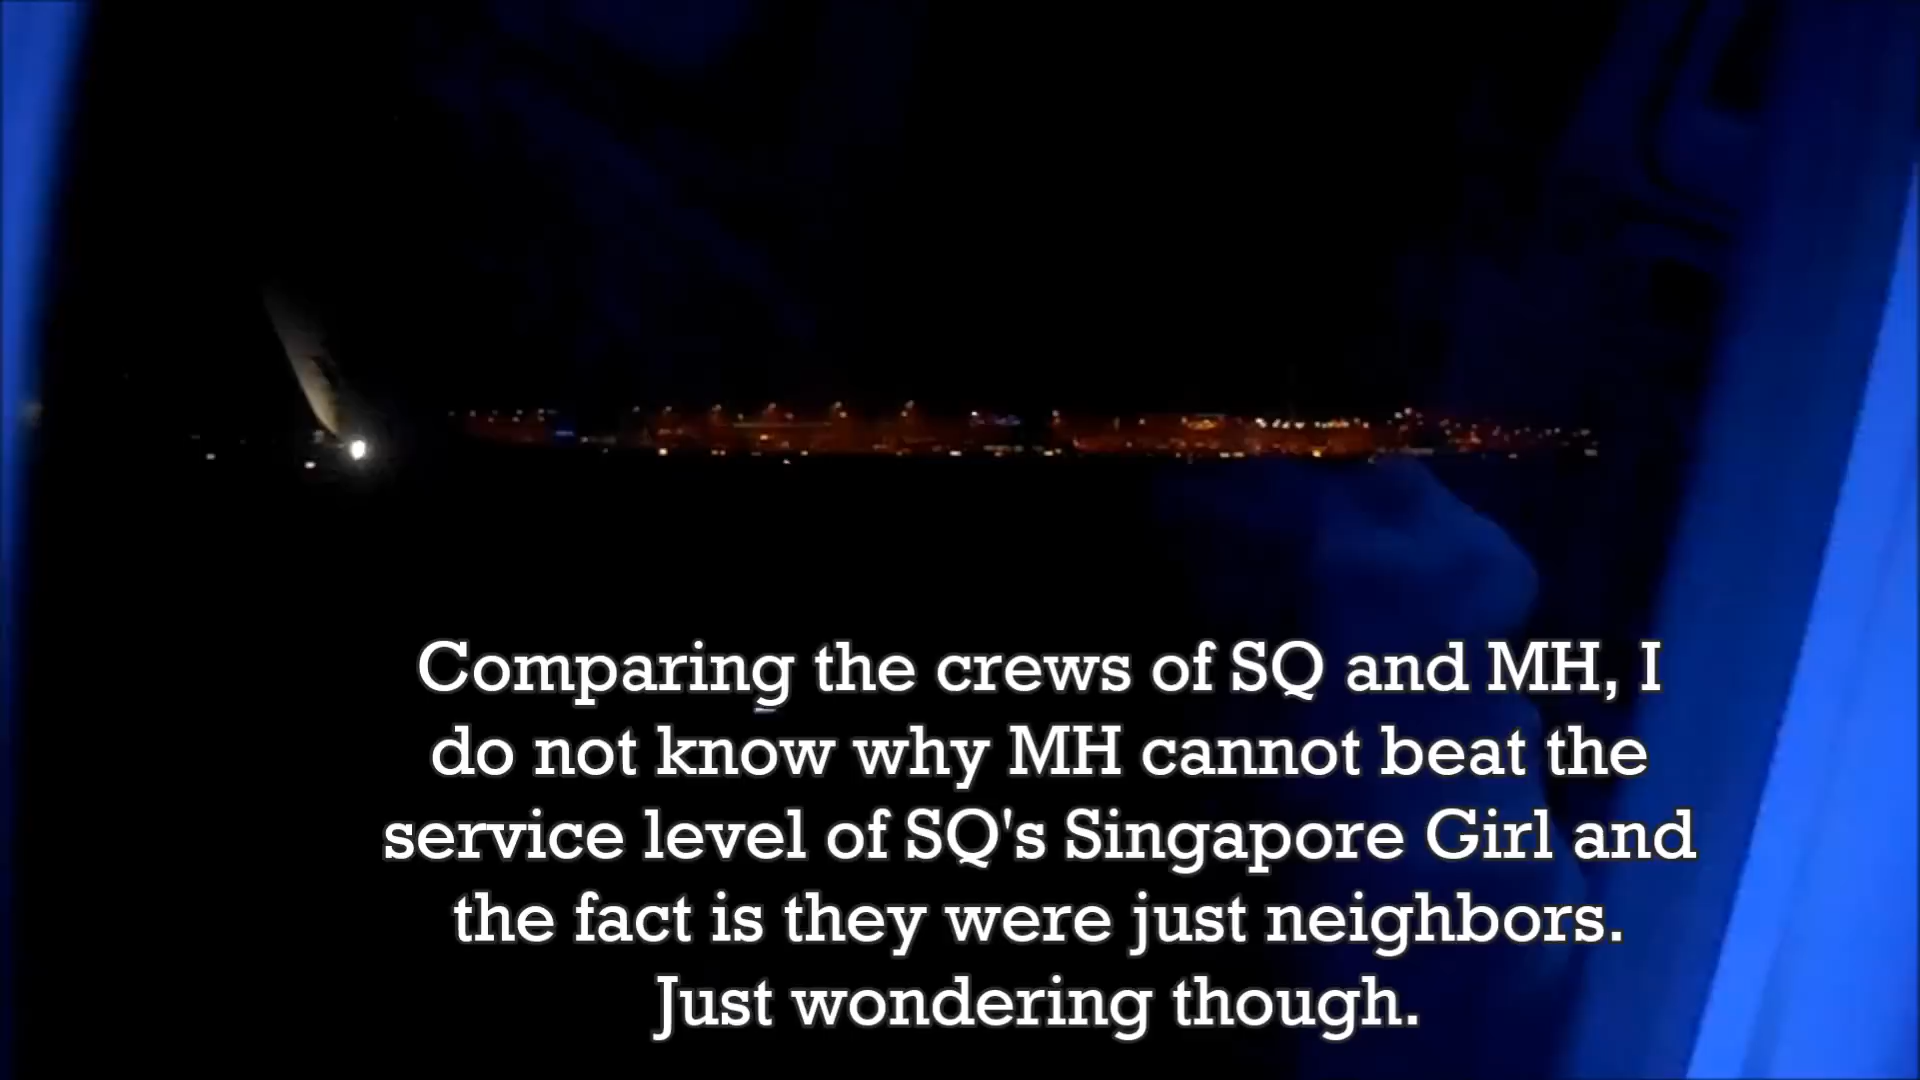 Comparing the crews of SQ and MH, I
do not know why MH cannot beat the
service level of SQ's Singapore Girl and
the fact is they were just neighbors.
Just wondering though.